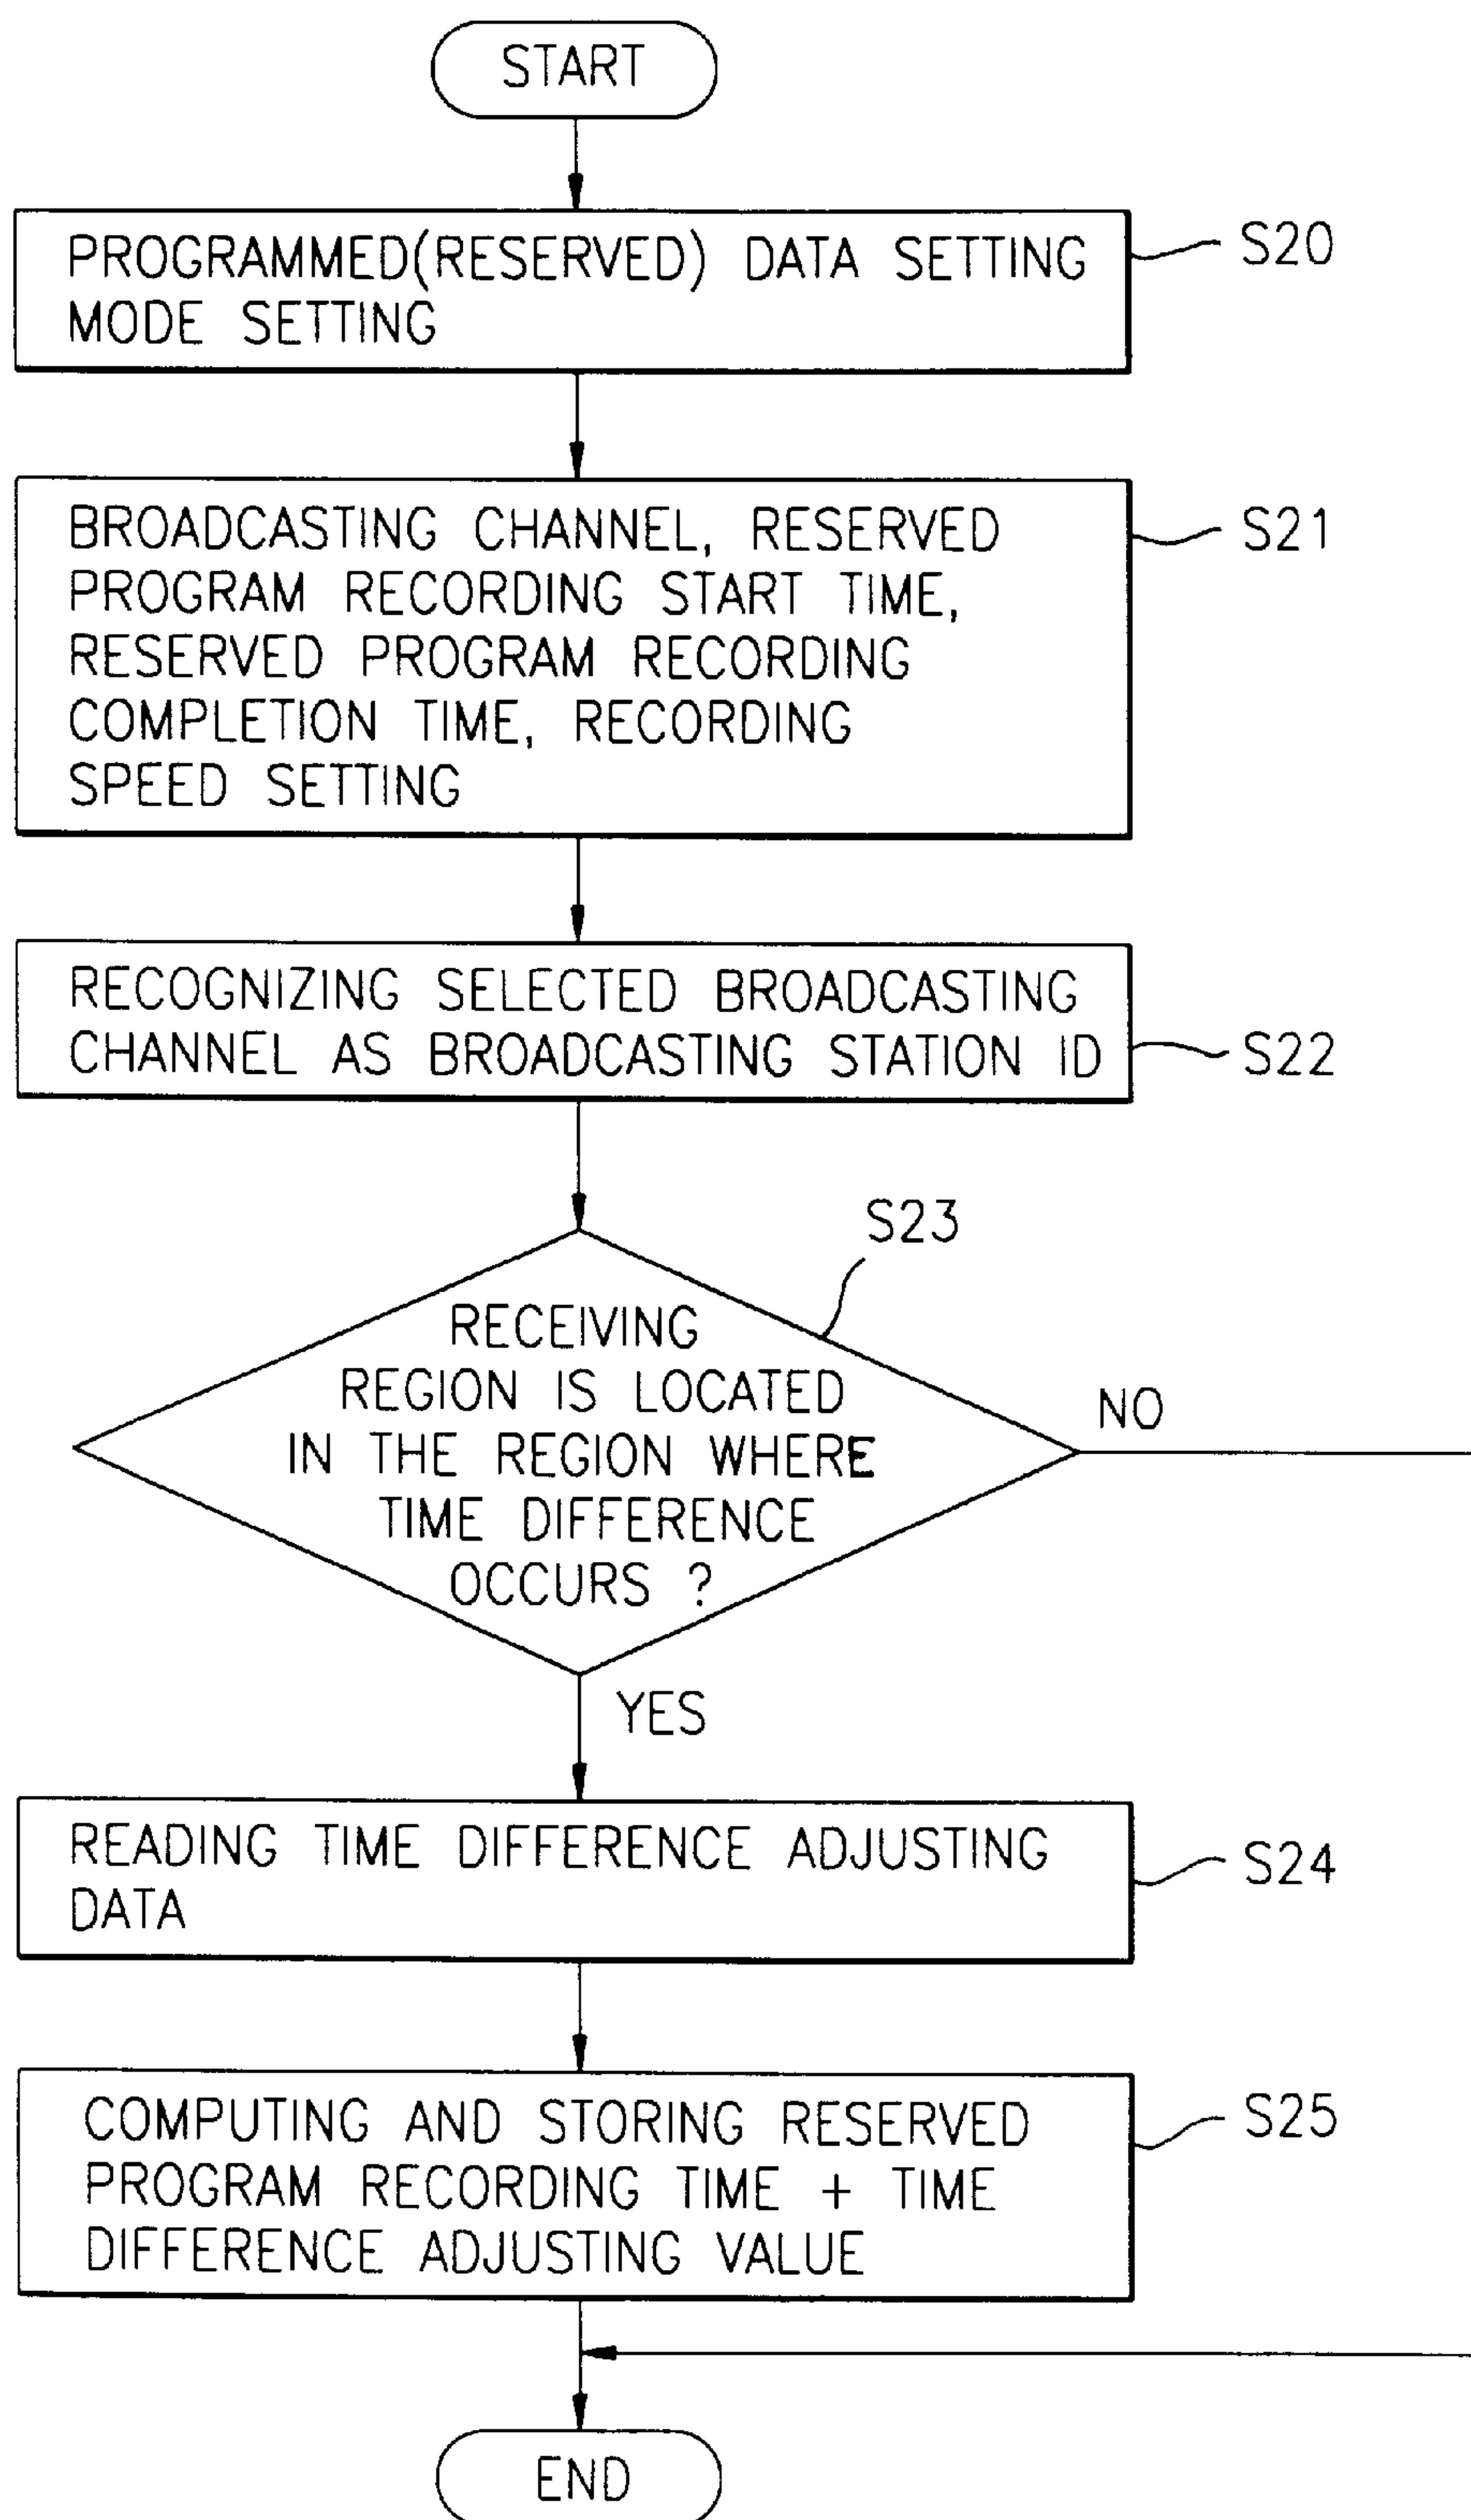 START
PROGRAMMED(RESERVED) DATA SETTING
MODE SETTING
S20
BROADCASTING CHANNEL, RESERVED
PROGRAM RECORDING START TIME,
RESERVED PROGRAM RECORDING
COMPLETION TIME, RECORDING
SPEED SETTING
S21
RECOGNIZING SELECTED BROADCASTING
CHANNEL AS BROADCASTING STATION ID
S22
S23
RECEIVING
REGION IS LOCATED
IN THE REGION WHERE
TIME DIFFERENCE
OCCURS ?
NO
YES
READING TIME DIFFERENCE ADJUSTING
DATA
S24
COMPUTING AND STORING RESERVED
PROGRAM RECORDING TIME + TIME
DIFFERENCE ADJUSTING VALUE
S25
END